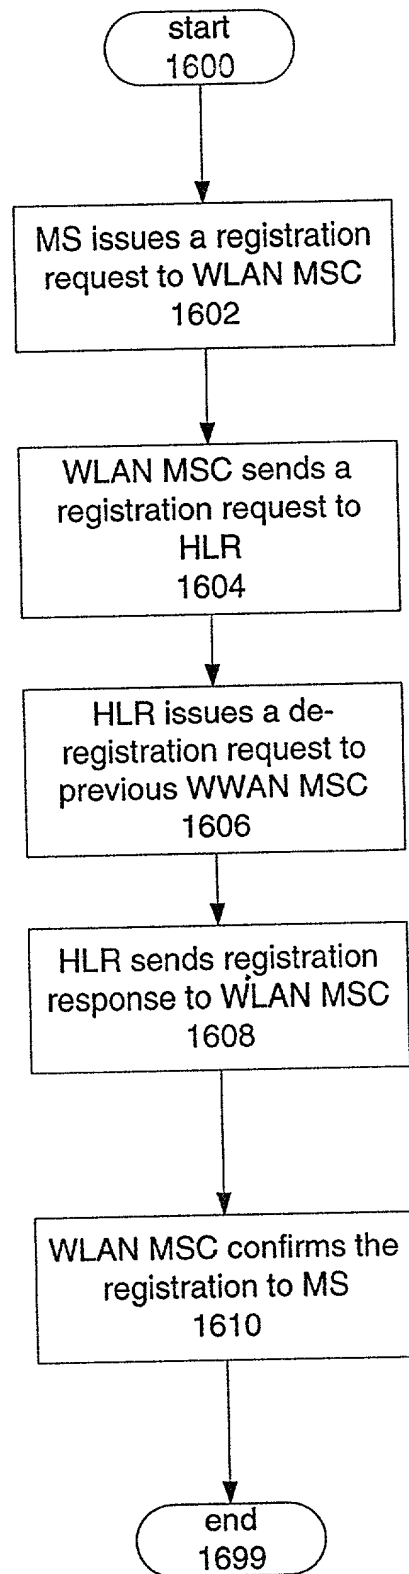 start
1600
MS issues a registration
request to WLAN MSC
1602
WLAN MSC sends a
registration request to
HLR
1604
HLR issues a de-
registration request to
previous WWAN MSC
1606
HLR sends registration
response to WLAN MSC
1608
WLAN MSC confirms the
registration to MS
1610
end
1699